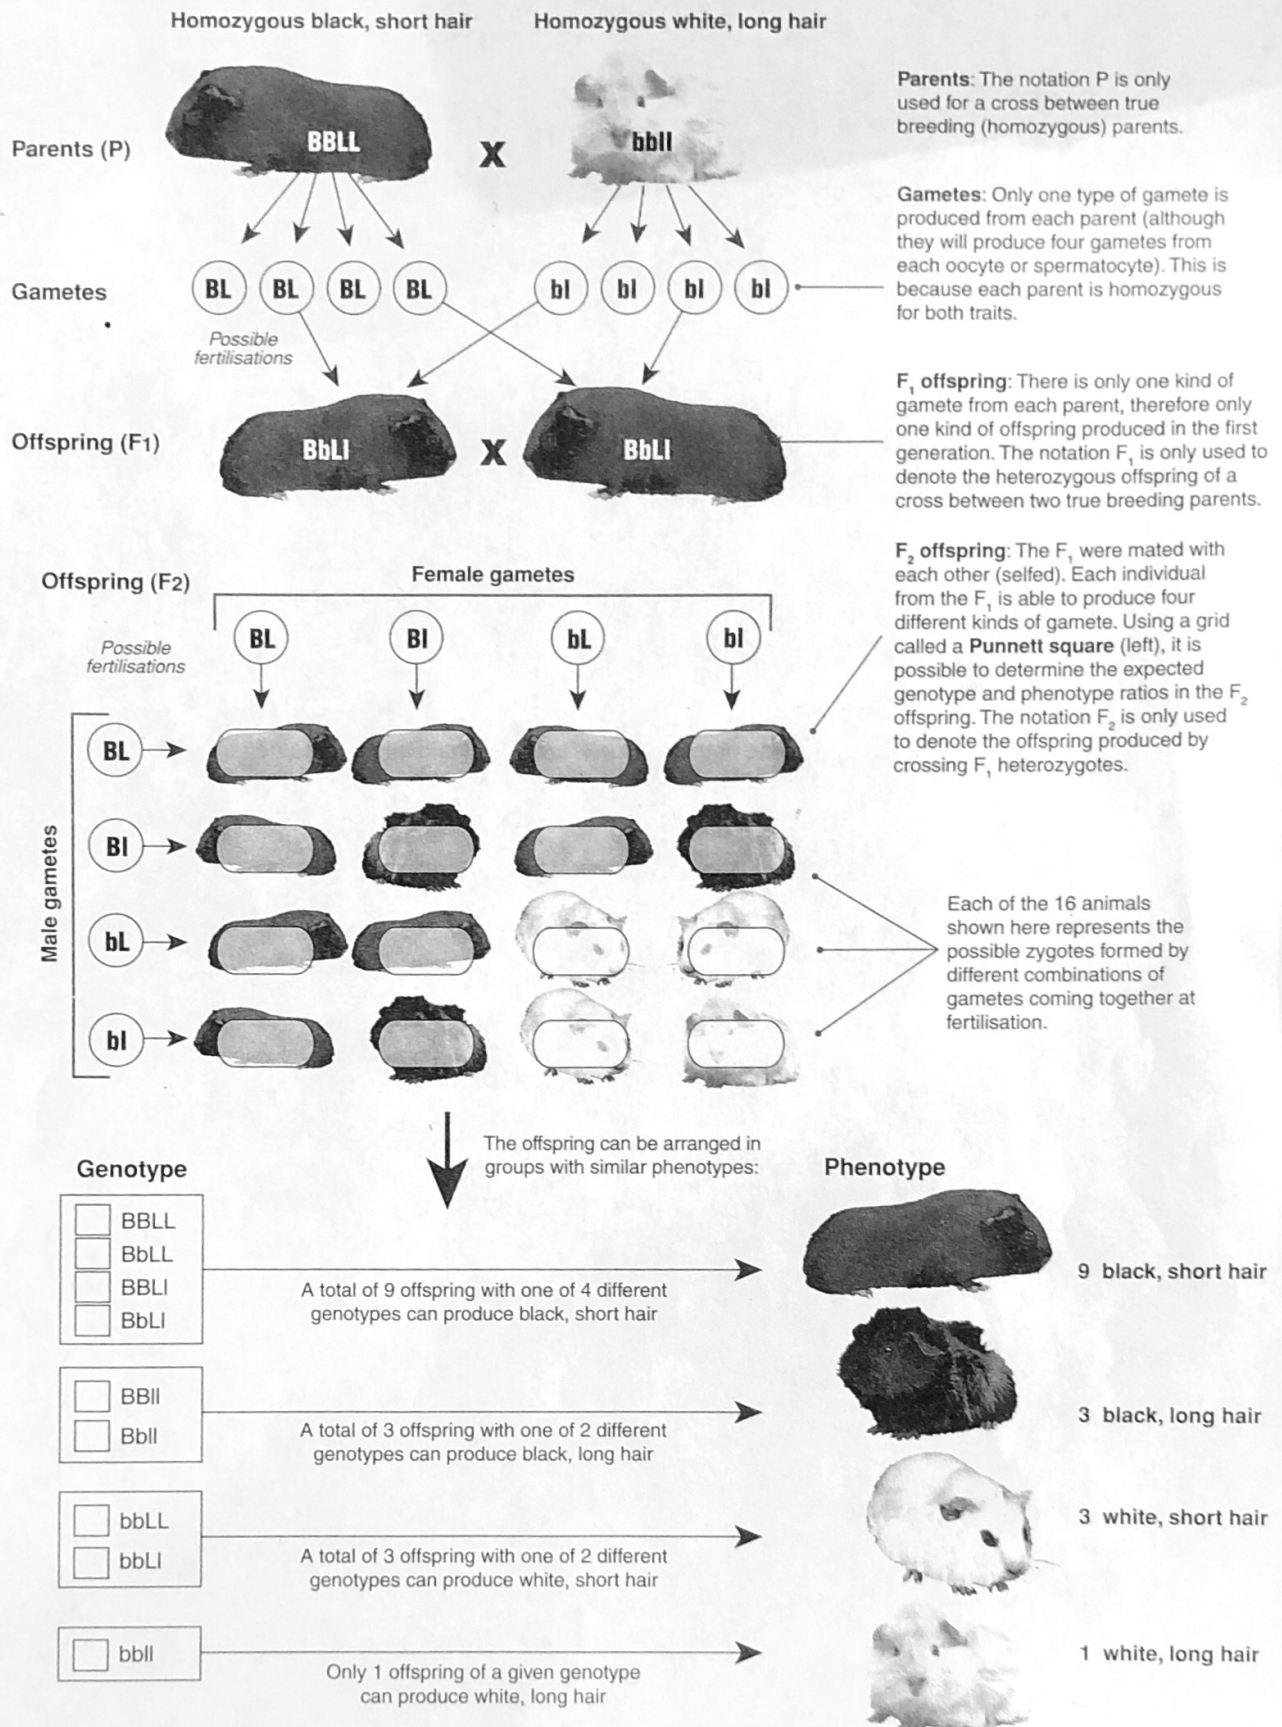 Homozygous black, short hair
Homozygous white, long hair
Parents (P)
BBLL
X
bbll
Parents: The notation P is only
used for a cross between true
breeding (homozygous) parents.
Gametes: Only one type of gamete is
produced from each parent (although
they will produce four gametes from
each oocyte or spermatocyte). This is
because each parent is homozygous
for both traits.
Gametes
BL BL BL BL bl bl bl bl
Possible
fertilisations
F₁ offspring: There is only one kind of
gamete from each parent, therefore only
one kind of offspring produced in the first
generation. The notation F₁ is only used to
denote the heterozygous offspring of a
cross between two true breeding parents.
Offspring (F1)
BbLl
X
BbLl
F₂ offspring: The F₁ were mated with
each other (selfed). Each individual
from the F₁ is able to produce four
different kinds of gamete. Using a grid
called a Punnett square (left), it is
possible to determine the expected
genotype and phenotype ratios in the F₂
offspring. The notation F₂ is only used
to denote the offspring produced by
crossing F₁ heterozygotes.
Offspring (F2)
Female gametes
Possible
fertilisations
BL Bl bL bl
Male gametes
BL
Bl
bL
bl
Each of the 16 animals
shown here represents the
possible zygotes formed by
different combinations of
gametes coming together at
fertilisation.
The offspring can be arranged in
groups with similar phenotypes:
Genotype
Phenotype
BBLL
BbLL
BBLl
BbLl
A total of 9 offspring with one of 4 different
genotypes can produce black, short hair
9 black, short hair
BBll
Bbll
A total of 3 offspring with one of 2 different
genotypes can produce black, long hair
3 black, long hair
bbLL
bbLl
A total of 3 offspring with one of 2 different
genotypes can produce white, short hair
3 white, short hair
bbll
Only 1 offspring of a given genotype
can produce white, long hair
1 white, long hair